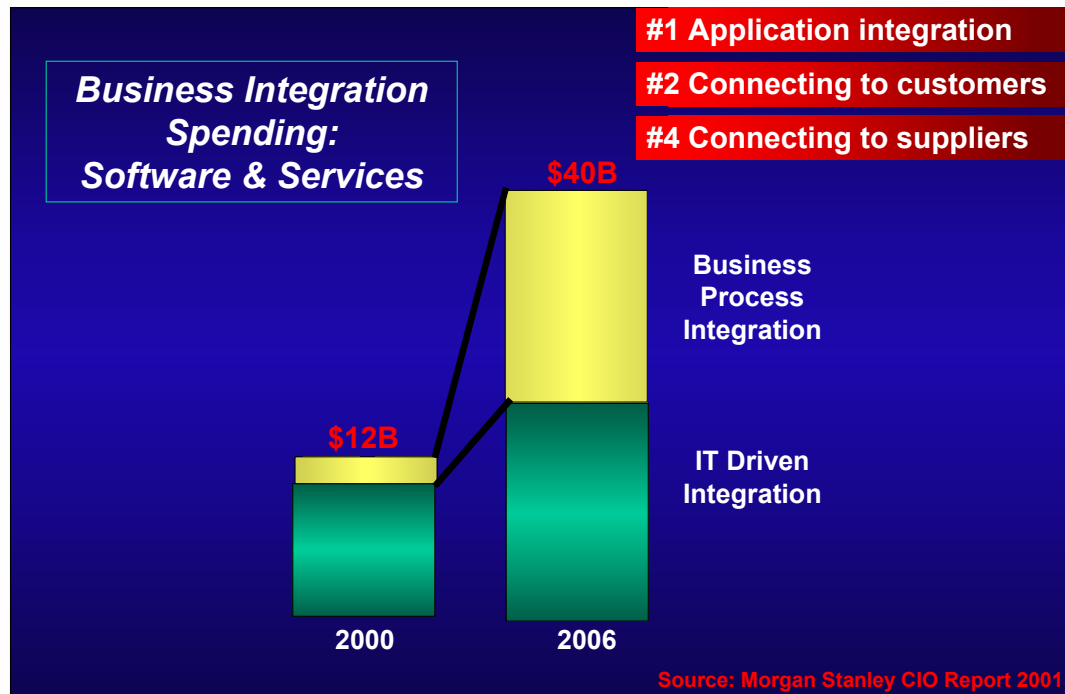 #1 Application integration
#2 Connecting to customers
#4 Connecting to suppliers
Business Integration
Spending:
Software & Services
$40B
Business
Process
Integration
$12B
IT Driven
Integration
2000
2006
Source: Morgan Stanley CIO Report 2001